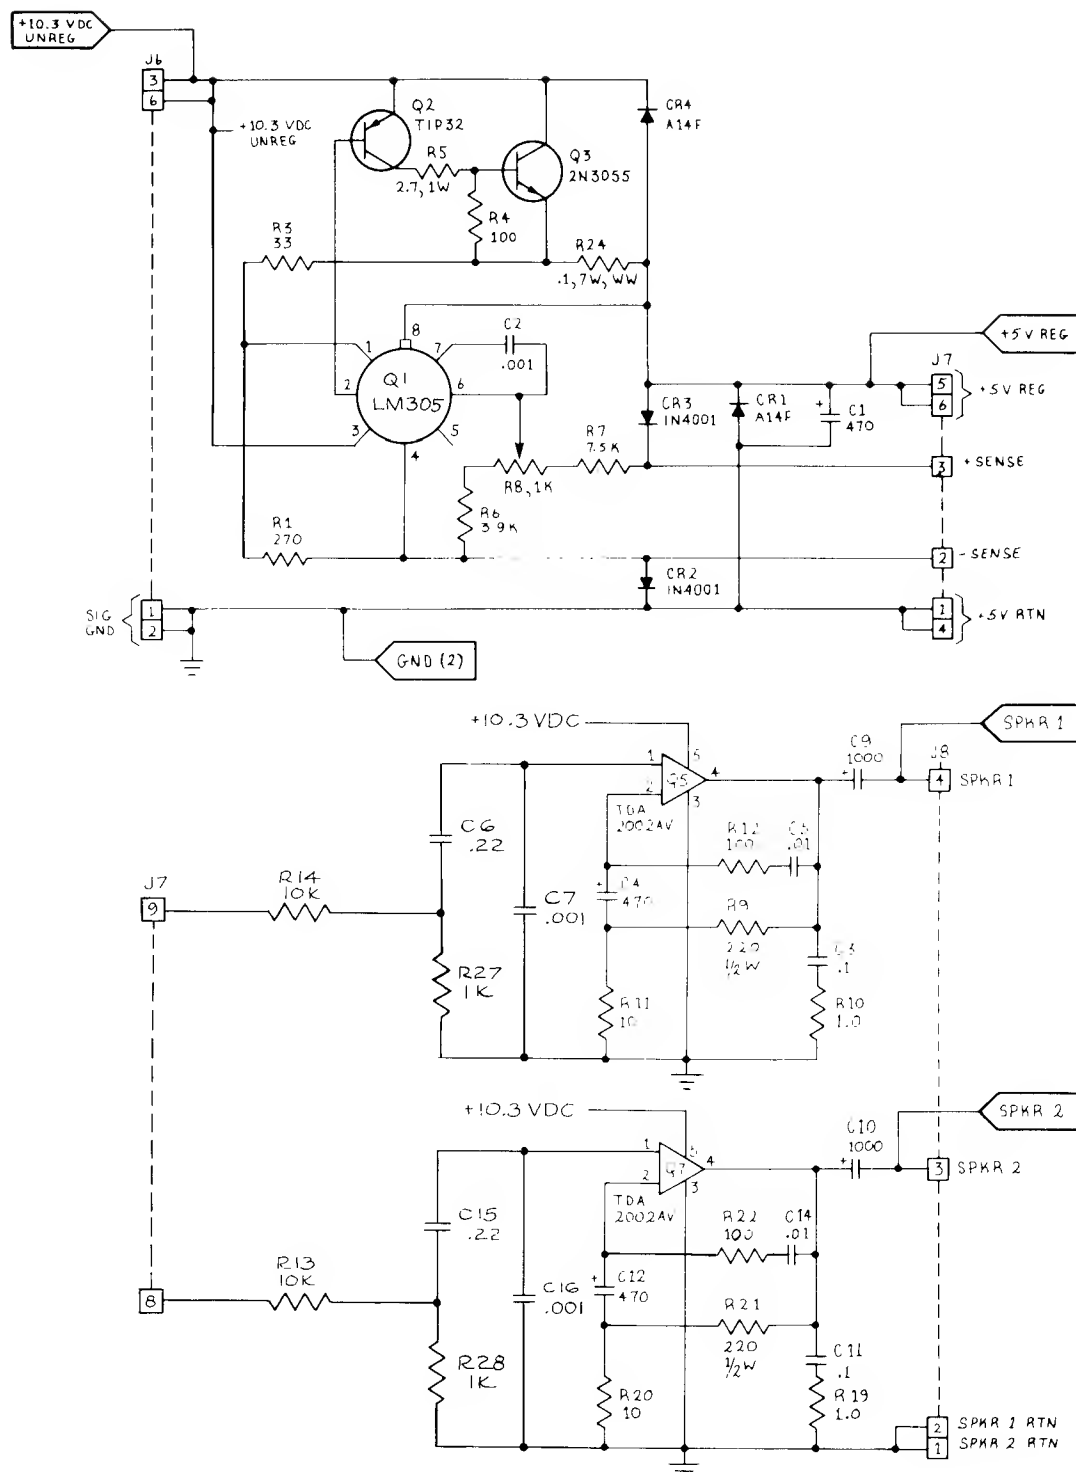 +10.3 VDC
UNREG
J6
3
6
+10.3 VDC
UNREG
Q2
TIP32
R5
2.7, 1W
Q3
2N3055
CR4
A14F
R4
100
R3
33
R24
.1, 7W, WW
8
1
7
C2
.001
2
Q1
LM305
6
3
5
4
R8, 1K
R7
7.5K
CR3
IN4001
CR1
A14F
+
C1
470
+5V REG
J7
5
6
+5V REG
3
+ SENSE
R6
3.9K
R1
270
CR2
IN4001
2
- SENSE
SIG
GND
1
2
1
4
+5V RTN
GND (2)
+10.3 VDC
1
5
2
Q5
4
3
TDA
2002AV
C9
1000
+
SPKR 1
J8
4
SPKR 1
C6
.22
R12
100
C5
.01
J7
9
R14
10K
C7
.001
+
C4
470
R9
220
1/2W
C3
.1
R27
1K
R11
10
R10
1.0
+10.3 VDC
1
5
2
Q7
4
3
TDA
2002AV
C10
1000
+
SPKR 2
3
SPKR 2
C15
.22
R22
100
C14
.01
8
R13
10K
C16
.001
+
C12
470
R21
220
1/2W
C11
.1
R28
1K
R20
10
R19
1.0
2
SPKR 1 RTN
1
SPKR 2 RTN